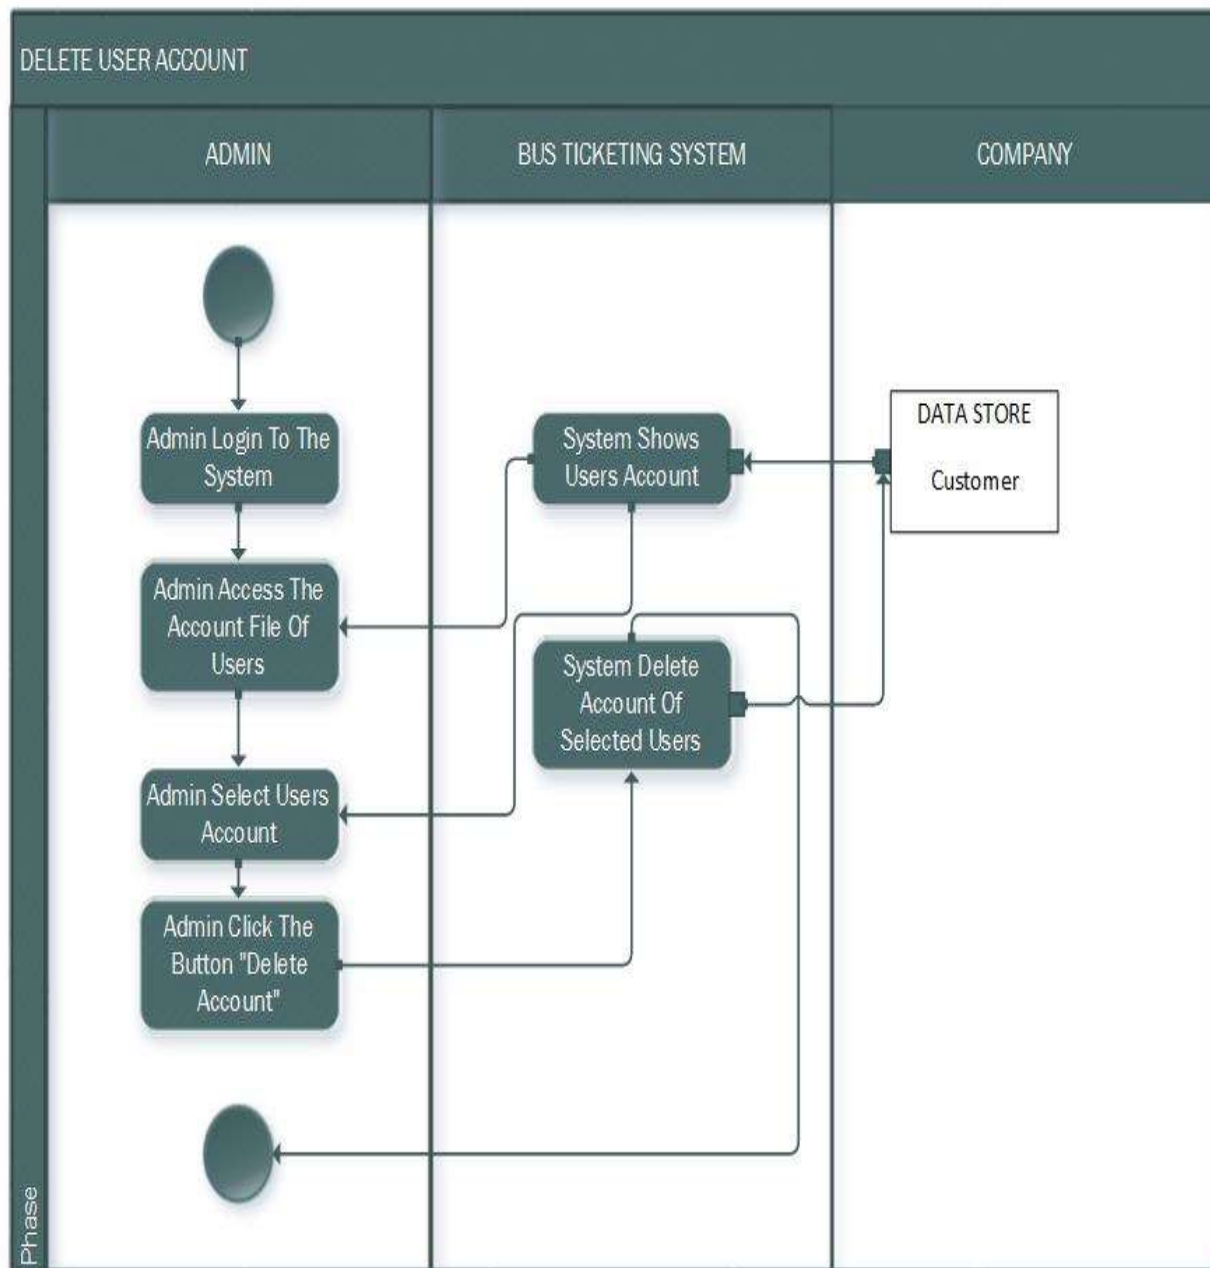 DELETE USER ACCOUNT
ADMIN
BUS TICKETING SYSTEM
COMPANY
Admin Login To The
System
System Shows
Users Account
DATA STORE
Customer
Admin Access The
Account File Of
Users
System Delete
Account Of
Selected Users
Admin Select Users
Account
Admin Click The
Button "Delete
Account"
Phase